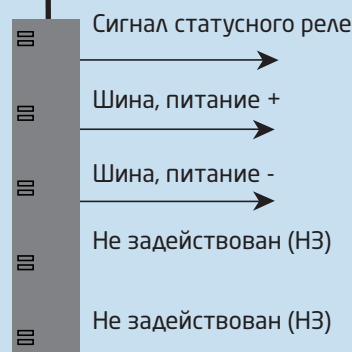 Сигнал статусного реле
Шина, питание +
Шина, питание -
Не задействован (НЗ)
Не задействован (НЗ)